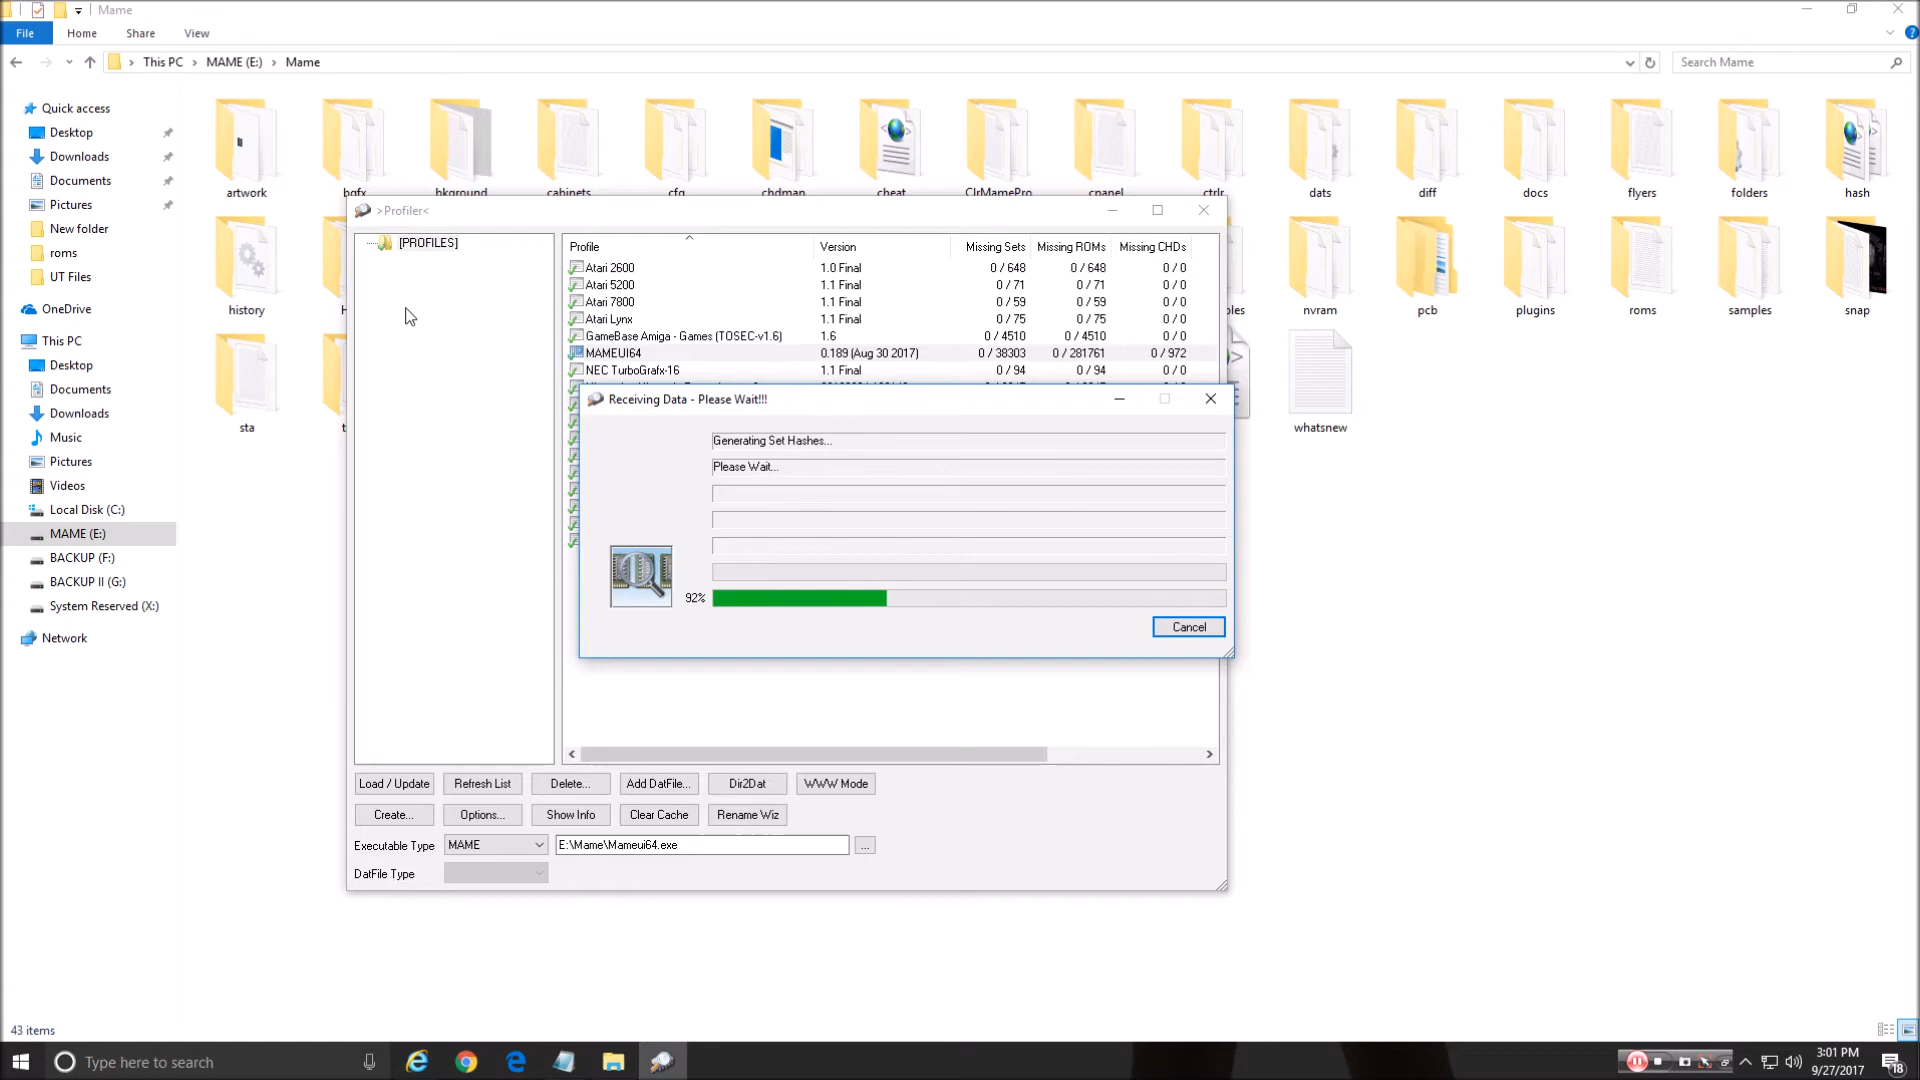 Mame
File Home Share View
This PC MAME (E:) Mame
Search Mame
Quick access
Desktop
Downloads
Documents
Pictures
New folder
roms
UT Files
OneDrive
This PC
Desktop
Documents
Downloads
Music
Pictures
Videos
Local Disk (C:)
MAME (E:)
BACKUP (F:)
BACKUP II (G:)
System Reserved (X:)
Network
artwork bgfx bkground cabinets cfg chdman cheat ClrMamePro cpanel ctrlr dats diff docs flyers folders hash
history nvram pcb plugins roms samples snap
sta whatsnew
>Profiler<
[PROFILES]
Profile Version Missing Sets Missing ROMs Missing CHDs
Atari 2600 1.0 Final 0 / 648 0 / 648 0 / 0
Atari 5200 1.1 Final 0 / 71 0 / 71 0 / 0
Atari 7800 1.1 Final 0 / 59 0 / 59 0 / 0
Atari Lynx 1.1 Final 0 / 75 0 / 75 0 / 0
GameBase Amiga - Games (TOSEC-v1.6) 1.6 0 / 4510 0 / 4510 0 / 0
MAMEUI64 0.189 (Aug 30 2017) 0 / 38303 0 / 281761 0 / 972
NEC TurboGrafx-16 1.1 Final 0 / 94 0 / 94 0 / 0
Receiving Data - Please Wait!!!
Generating Set Hashes...
Please Wait...
92%
Cancel
Load / Update Refresh List Delete... Add DatFile... Dir2Dat WWW Mode
Create... Options... Show Info Clear Cache Rename Wiz
Executable Type MAME E:\Mame\Mameui64.exe ...
DatFile Type
43 items
Type here to search
3:01 PM
9/27/2017
18